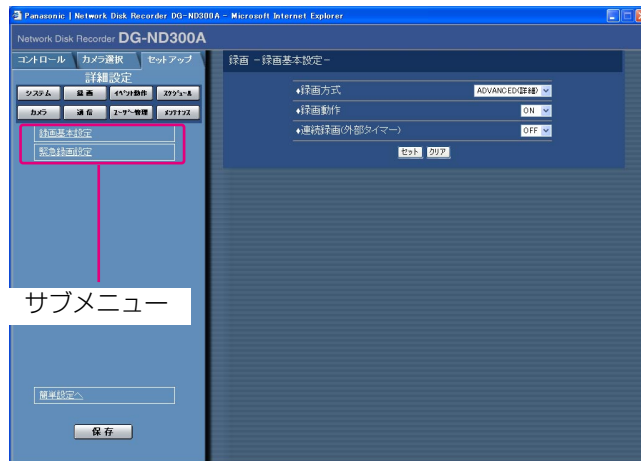 Panasonic | Network Disk Recorder DG-ND300A - Microsoft Internet Explorer
Network Disk Recorder DG-ND300A
コントロール カメラ選択 セットアップ
詳細設定
システム 録画 イベント動作 スケジュール
カメラ 通信 ユーザー管理 メンテナンス
録画基本設定
緊急録画設定
サブメニュー
簡単設定へ
保存
録画 -録画基本設定-
◆録画方式 ADVANCED(詳細)
◆録画動作 ON
◆連続録画(外部タイマー) OFF
セット クリア